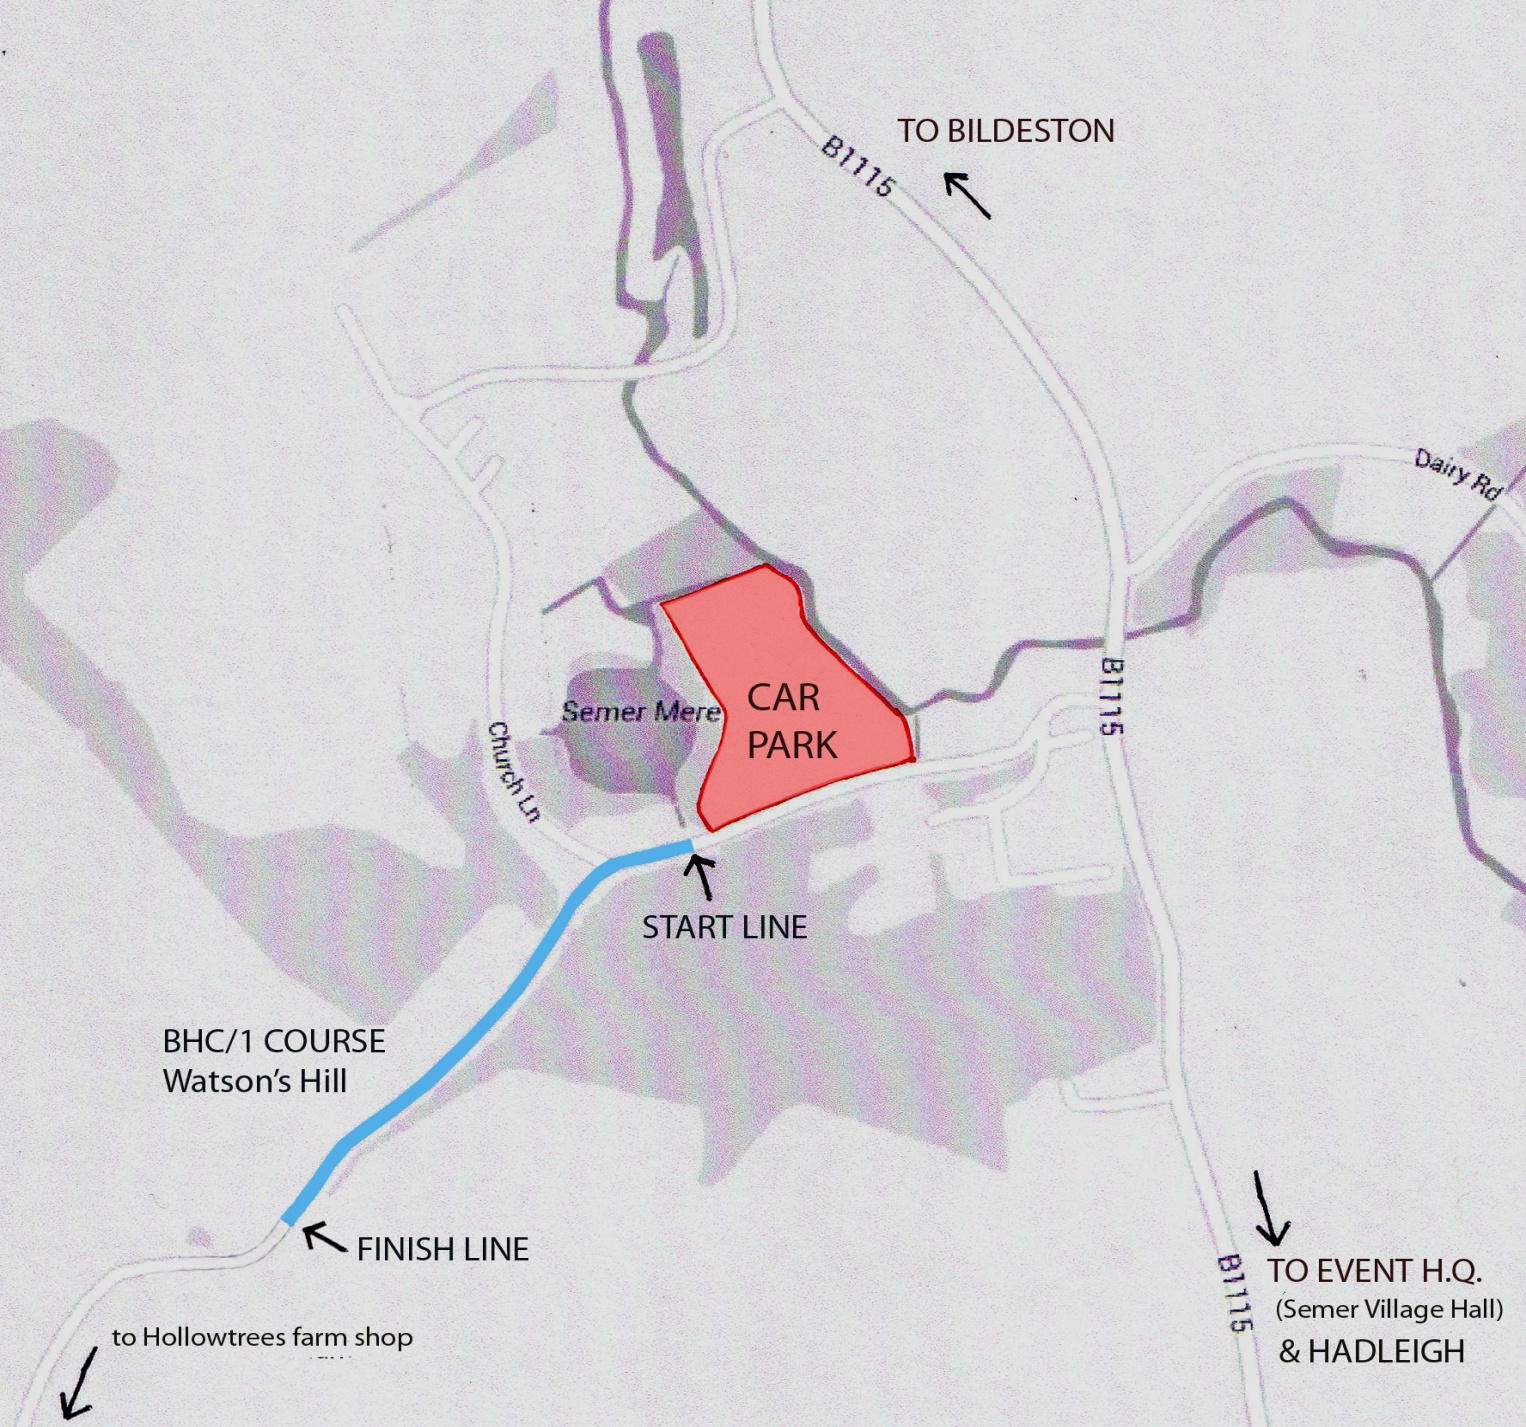 TO BILDESTON
B1115
Dairy Rd
B1115
CAR
PARK
Semer Mere
Church Ln
START LINE
BHC/1 COURSE
Watson's Hill
FINISH LINE
B1115
TO EVENT H.Q.
(Semer Village Hall)
& HADLEIGH
to Hollowtrees farm shop